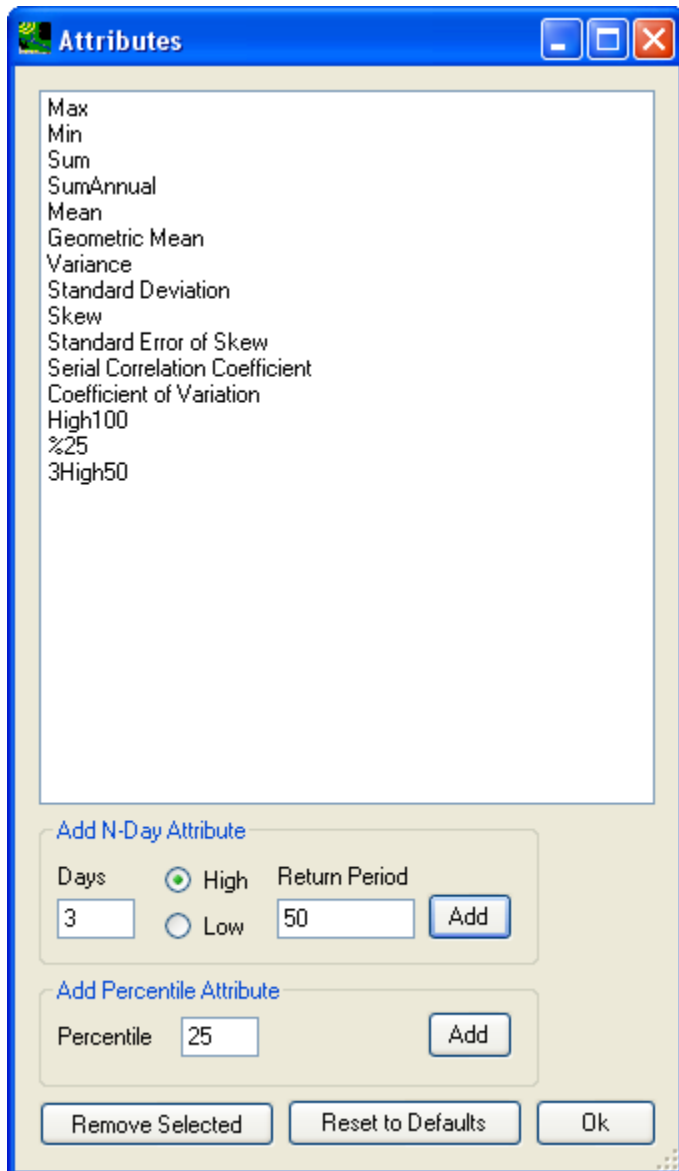 Attributes
Max
Min
Sum
SumAnnual
Mean
Geometric Mean
Variance
Standard Deviation
Skew
Standard Error of Skew
Serial Correlation Coefficient
Coefficient of Variation
High100
%25
3High50
Add N-Day Attribute
Days High Return Period
3 Low 50 Add
Add Percentile Attribute
Percentile 25 Add
Remove Selected Reset to Defaults Ok